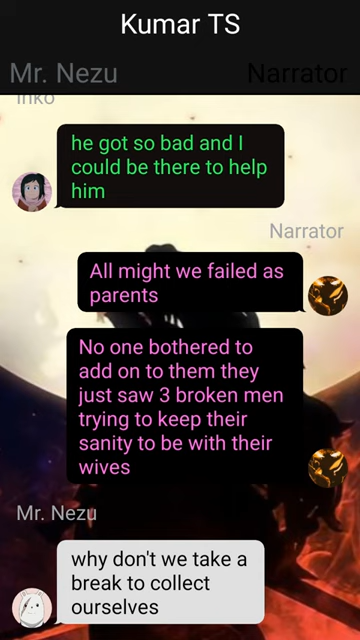 Kumar TS
Mr. Nezu
Narrator
Inko
he got so bad and I
could be there to help
him
Narrator
All might we failed as
parents
No one bothered to
add on to them they
just saw 3 broken men
trying to keep their
sanity to be with their
wives
Mr. Nezu
why don't we take a
break to collect
ourselves